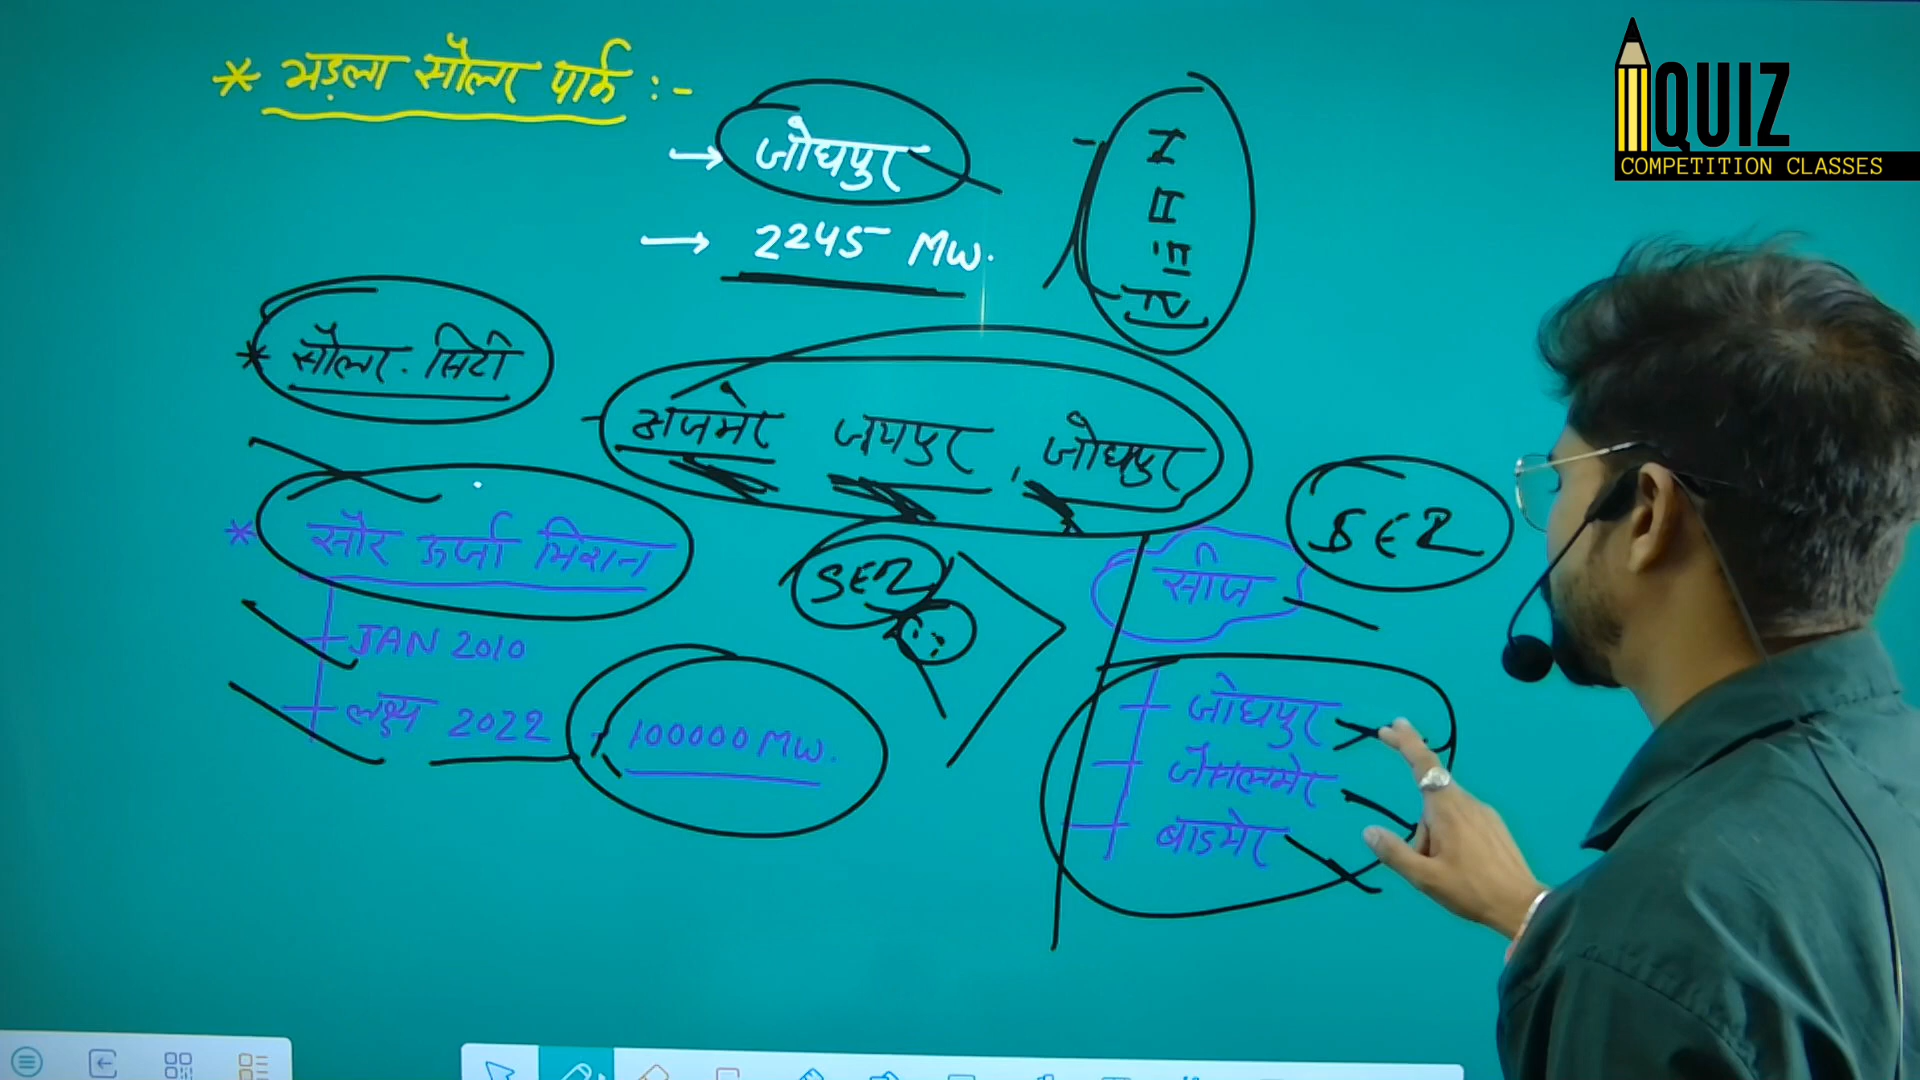 * भड़ला सौलर पार्क :-
→ जोधपुर
→ 2245 MW.
I
II
III
IV
* सौलर सिटी
अजमेर जयपुर, जोधपुर
* सौर ऊर्जा मिशन
JAN 2010
लक्ष्य 2022 - 100000 MW.
SEZ
सीज
SEZ
जोधपुर
जैसलमेर
बाडमेर
QUIZ
COMPETITION CLASSES